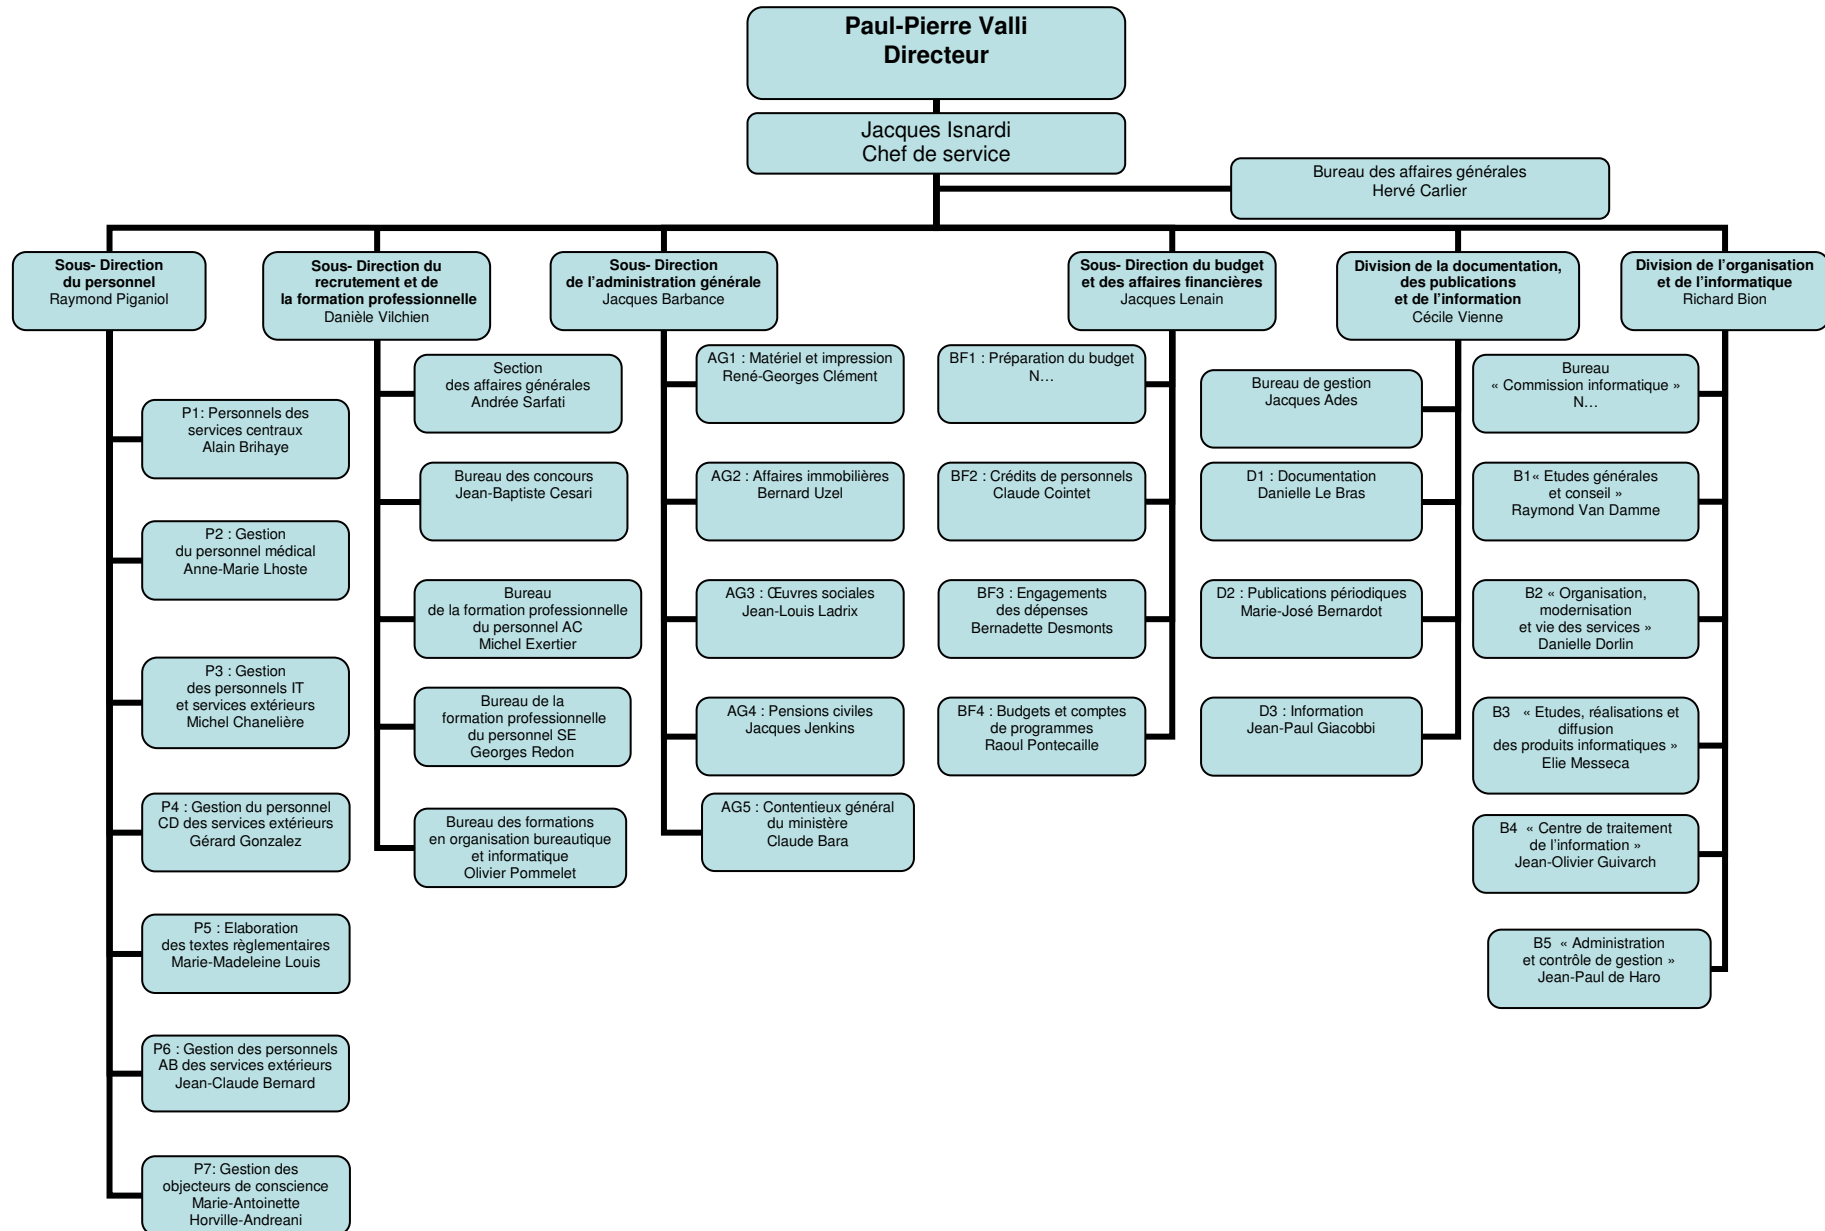 Paul-Pierre Valli
Directeur
Jacques Isnardi
Chef de service
Bureau des affaires générales
Hervé Carlier
Sous- Direction
du personnel
Raymond Piganiol
Sous- Direction du
recrutement et de
la formation professionnelle
Danièle Vilchien
Sous- Direction
de l’administration générale
Jacques Barbance
Sous- Direction du budget
et des affaires financières
Jacques Lenain
Division de la documentation,
des publications
et de l’information
Cécile Vienne
Division de l’organisation
et de l’informatique
Richard Bion
P1: Personnels des
services centraux
Alain Brihaye
P2 : Gestion
du personnel médical
Anne-Marie Lhoste
P3 : Gestion
des personnels IT
et services extérieurs
Michel Chanelière
P4 : Gestion du personnel
CD des services extérieurs
Gérard Gonzalez
P5 : Elaboration
des textes règlementaires
Marie-Madeleine Louis
P6 : Gestion des personnels
AB des services extérieurs
Jean-Claude Bernard
P7: Gestion des
objecteurs de conscience
Marie-Antoinette
Horville-Andreani
Section
des affaires générales
Andrée Sarfati
Bureau des concours
Jean-Baptiste Cesari
Bureau
de la formation professionnelle
du personnel AC
Michel Exertier
Bureau de la
formation professionnelle
du personnel SE
Georges Redon
Bureau des formations
en organisation bureautique
et informatique
Olivier Pommelet
AG1 : Matériel et impression
René-Georges Clément
AG2 : Affaires immobilières
Bernard Uzel
AG3 : Œuvres sociales
Jean-Louis Ladrix
AG4 : Pensions civiles
Jacques Jenkins
AG5 : Contentieux général
du ministère
Claude Bara
BF1 : Préparation du budget
N…
BF2 : Crédits de personnels
Claude Cointet
BF3 : Engagements
des dépenses
Bernadette Desmonts
BF4 : Budgets et comptes
de programmes
Raoul Pontecaille
Bureau de gestion
Jacques Ades
D1 : Documentation
Danielle Le Bras
D2 : Publications périodiques
Marie-José Bernardot
D3 : Information
Jean-Paul Giacobbi
Bureau
« Commission informatique »
N…
B1« Etudes générales
et conseil »
Raymond Van Damme
B2 « Organisation,
modernisation
et vie des services »
Danielle Dorlin
B3 « Etudes, réalisations et
diffusion
des produits informatiques »
Elie Messeca
B4 « Centre de traitement
de l’information »
Jean-Olivier Guivarch
B5 « Administration
et contrôle de gestion »
Jean-Paul de Haro